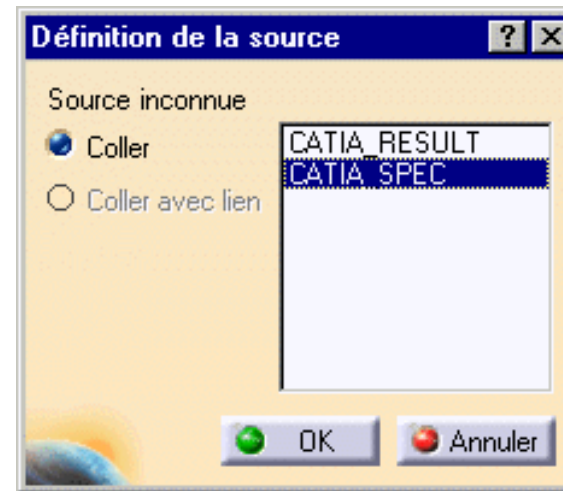 Définition de la source
Source inconnue
Coller
Coller avec lien
CATIA_RESULT
CATIA_SPEC
OK
Annuler